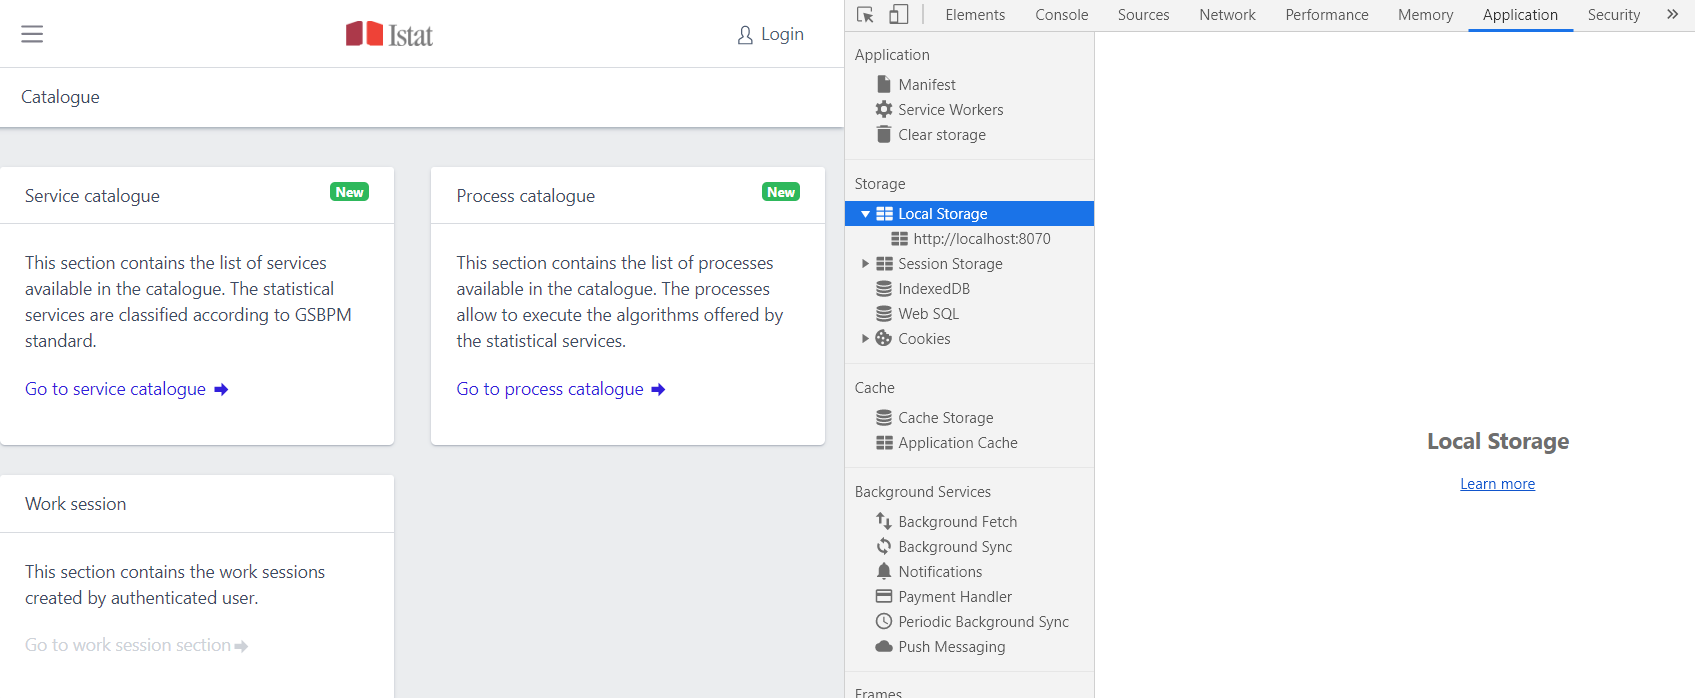 Istat
Login
Catalogue
Service catalogue
New
This section contains the list of services
available in the catalogue. The statistical
services are classified according to GSBPM
standard.
Go to service catalogue
Process catalogue
New
This section contains the list of processes
available in the catalogue. The processes
allow to execute the algorithms offered by
the statistical services.
Go to process catalogue
Work session
This section contains the work sessions
created by authenticated user.
Go to work session section
Elements Console Sources Network Performance Memory Application Security
Application
Manifest
Service Workers
Clear storage
Storage
Local Storage
http://localhost:8070
Session Storage
IndexedDB
Web SQL
Cookies
Cache
Cache Storage
Application Cache
Background Services
Background Fetch
Background Sync
Notifications
Payment Handler
Periodic Background Sync
Push Messaging
Frames
Local Storage
Learn more